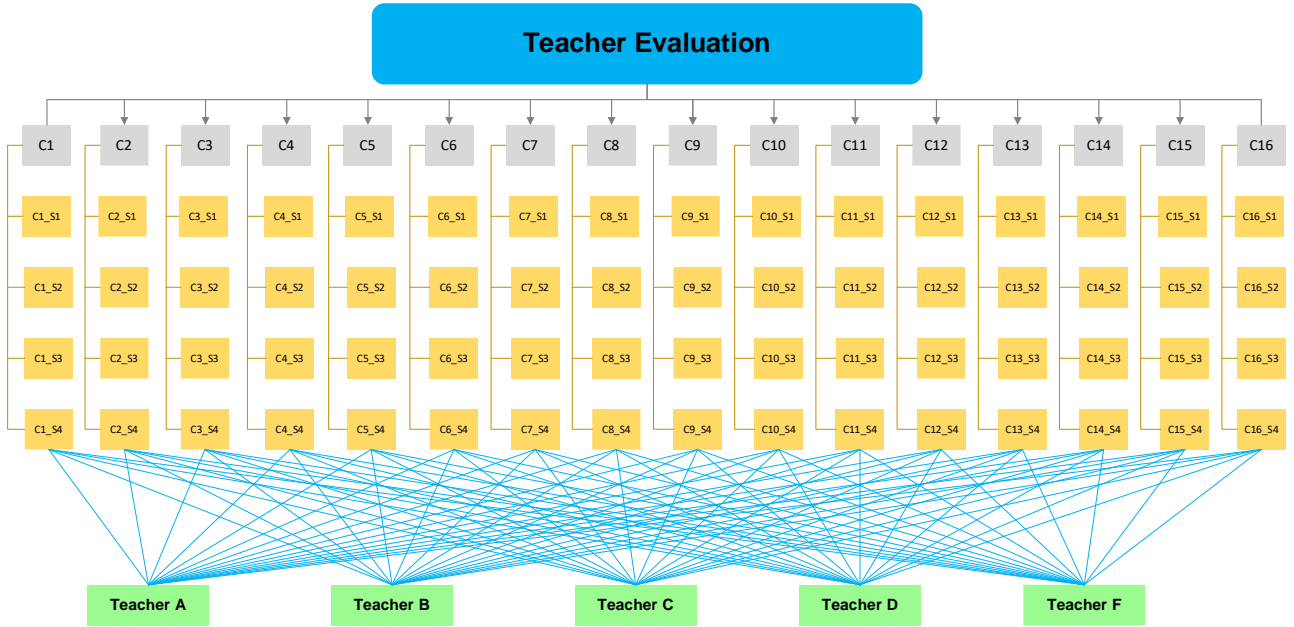 Teacher Evaluation
C1 C2 C3 C4 C5 C6 C7 C8 C9 C10 C11 C12 C13 C14 C15 C16
C1_S1 C2_S1 C3_S1 C4_S1 C5_S1 C6_S1 C7_S1 C8_S1 C9_S1 C10_S1 C11_S1 C12_S1 C13_S1 C14_S1 C15_S1 C16_S1
C1_S2 C2_S2 C3_S2 C4_S2 C5_S2 C6_S2 C7_S2 C8_S2 C9_S2 C10_S2 C11_S2 C12_S2 C13_S2 C14_S2 C15_S2 C16_S2
C1_S3 C2_S3 C3_S3 C4_S3 C5_S3 C6_S3 C7_S3 C8_S3 C9_S3 C10_S3 C11_S3 C12_S3 C13_S3 C14_S3 C15_S3 C16_S3
C1_S4 C2_S4 C3_S4 C4_S4 C5_S4 C6_S4 C7_S4 C8_S4 C9_S4 C10_S4 C11_S4 C12_S4 C13_S4 C14_S4 C15_S4 C16_S4
Teacher A Teacher B Teacher C Teacher D Teacher F